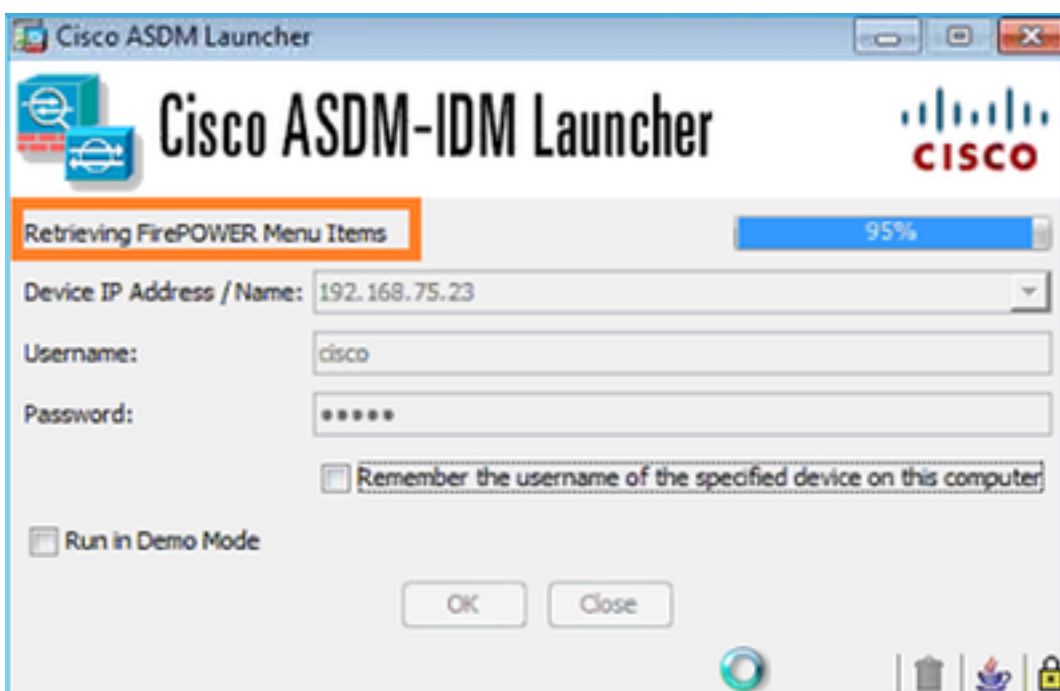 Cisco ASDM Launcher
Cisco ASDM-IDM Launcher
CISCO
Retrieving FirePOWER Menu Items
95%
Device IP Address / Name: 192.168.75.23
Username: cisco
Password: •••••
Remember the username of the specified device on this computer
Run in Demo Mode
OK Close